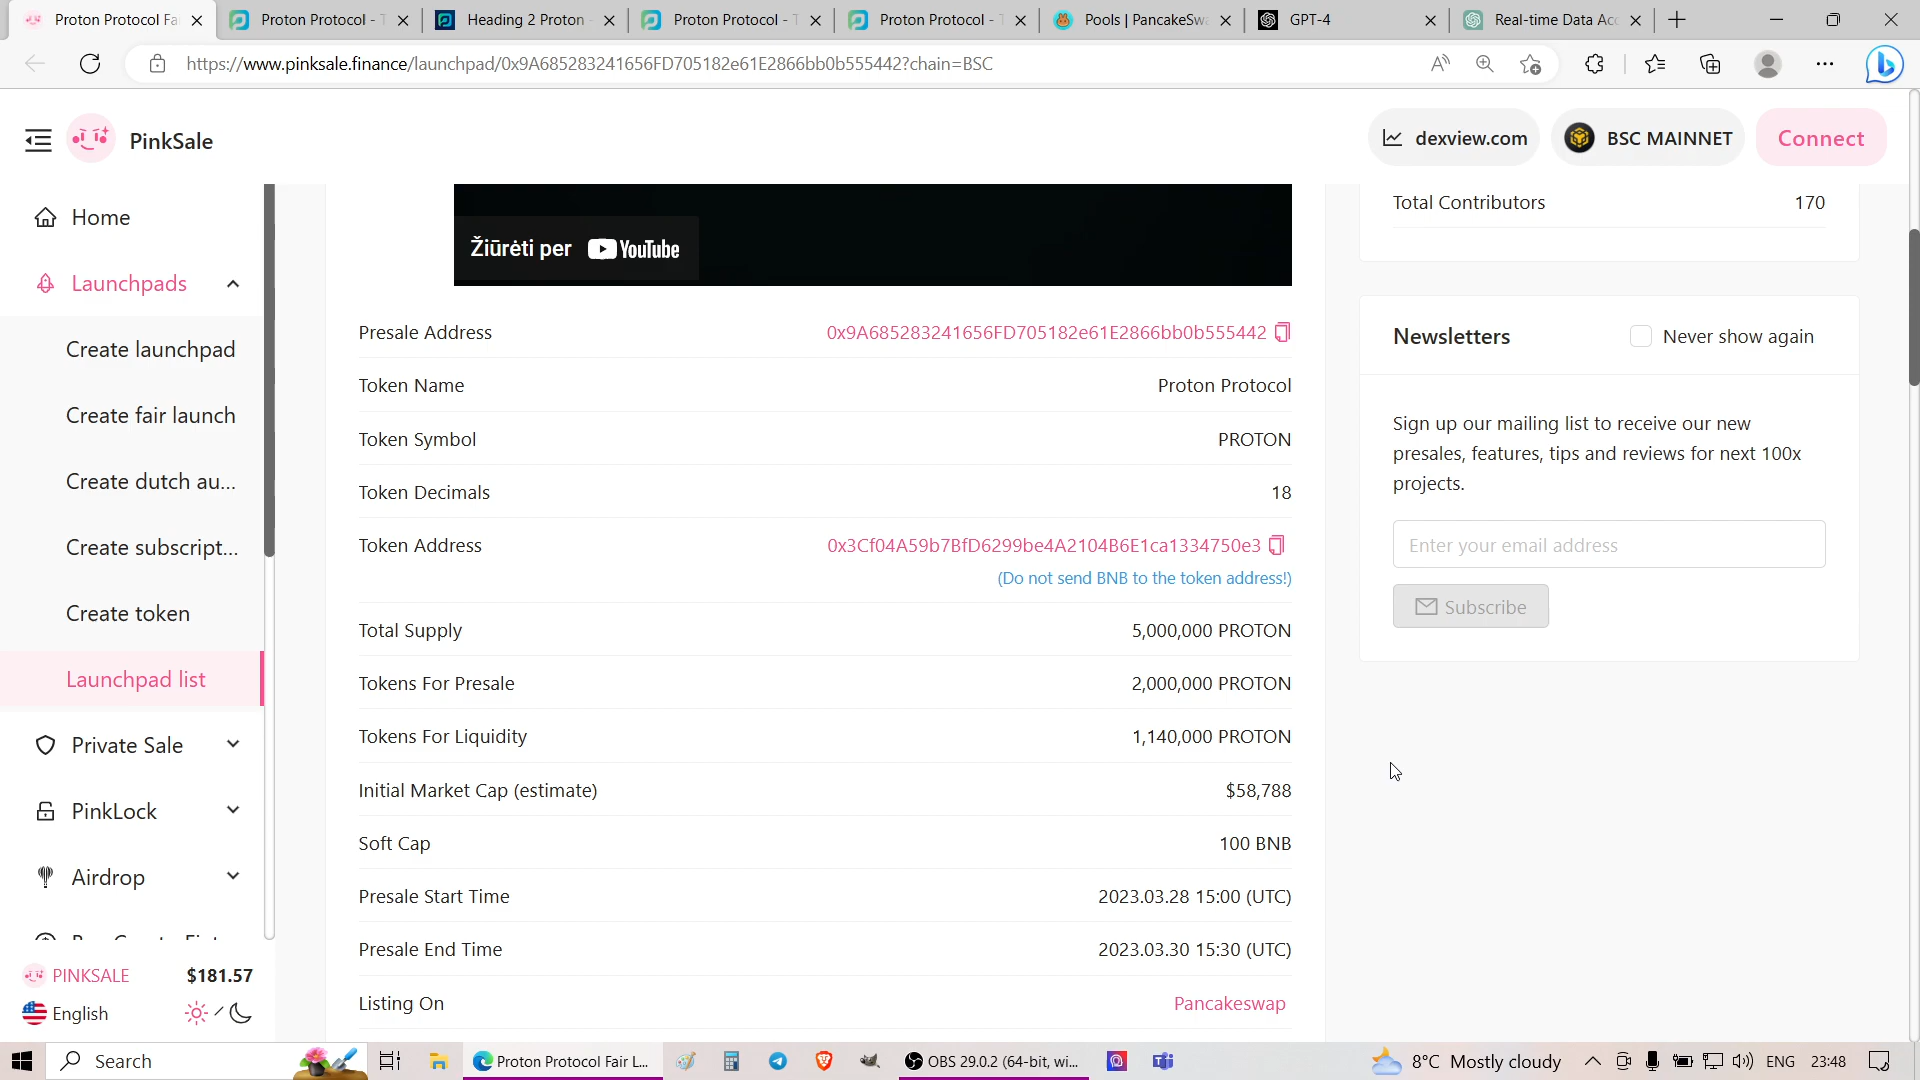 Proton Protocol Fa
Proton Protocol - T
Heading 2 Proton -
Proton Protocol - T
Proton Protocol - T
Pools | PancakeSwa
GPT-4
Real-time Data Acc
https://www.pinksale.finance/launchpad/0x9A685283241656FD705182e61E2866bb0b555442?chain=BSC
PinkSale
dexview.com
BSC MAINNET
Connect
Home
Launchpads
Create launchpad
Create fair launch
Create dutch au...
Create subscript...
Create token
Launchpad list
Private Sale
PinkLock
Airdrop
PINKSALE $181.57
English
Žiūrėti per YouTube
Presale Address 0x9A685283241656FD705182e61E2866bb0b555442
Token Name Proton Protocol
Token Symbol PROTON
Token Decimals 18
Token Address 0x3Cf04A59b7BfD6299be4A2104B6E1ca1334750e3
(Do not send BNB to the token address!)
Total Supply 5,000,000 PROTON
Tokens For Presale 2,000,000 PROTON
Tokens For Liquidity 1,140,000 PROTON
Initial Market Cap (estimate) $58,788
Soft Cap 100 BNB
Presale Start Time 2023.03.28 15:00 (UTC)
Presale End Time 2023.03.30 15:30 (UTC)
Listing On Pancakeswap
Total Contributors 170
Newsletters
Never show again
Sign up our mailing list to receive our new
presales, features, tips and reviews for next 100x
projects.
Enter your email address
Subscribe
Search
Proton Protocol Fair L...
OBS 29.0.2 (64-bit, wi...
8°C Mostly cloudy
ENG
23:48